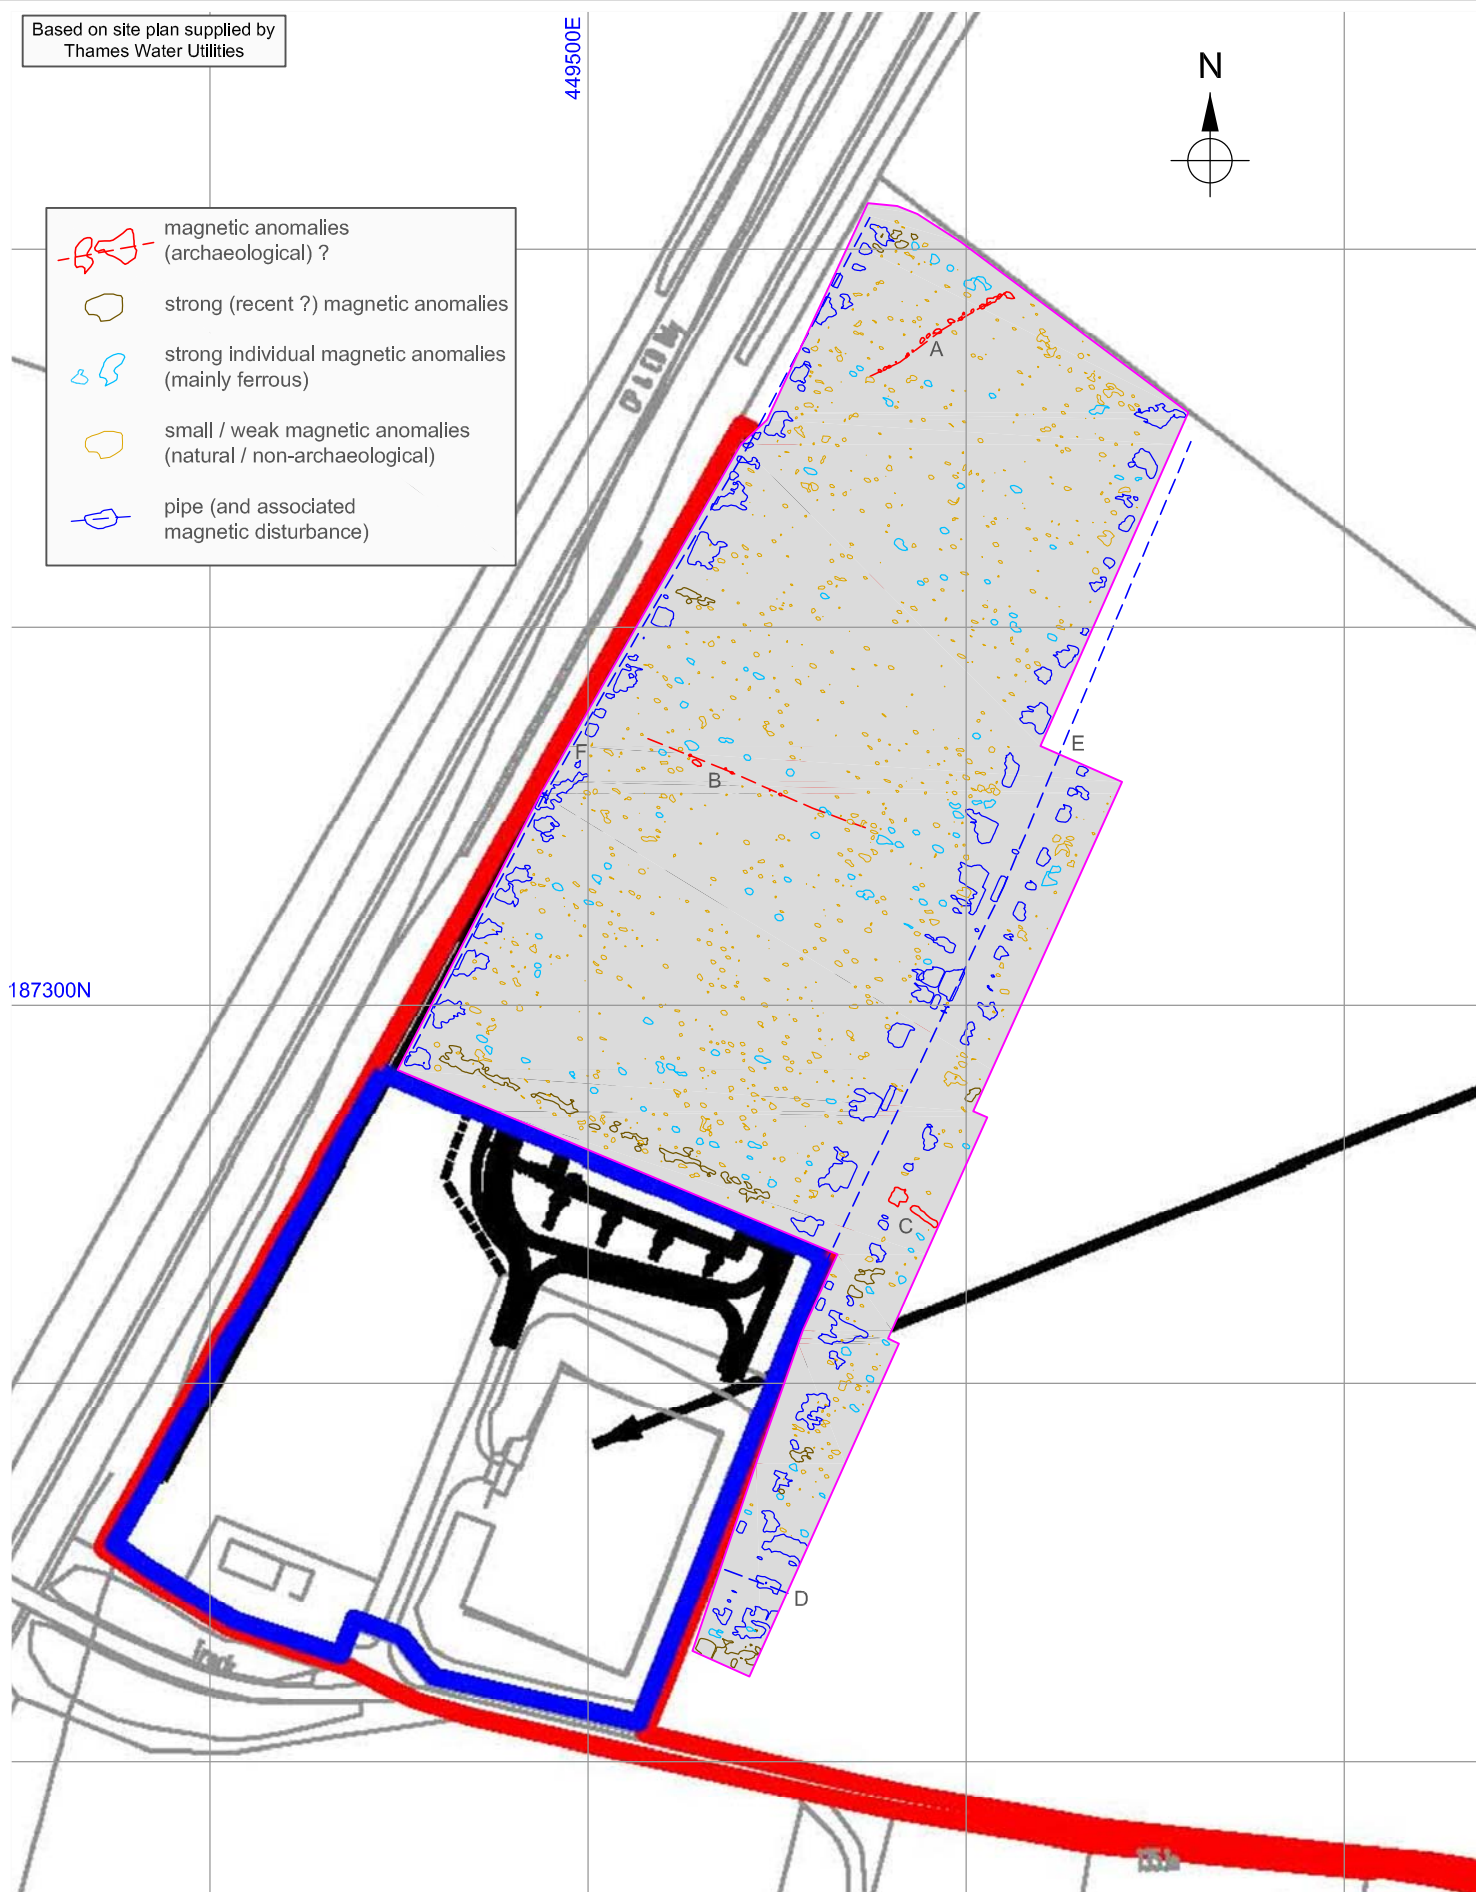 Based on site plan supplied by
Thames Water Utilities
449500E
N
magnetic anomalies
(archaeological) ?
strong (recent ?) magnetic anomalies
strong individual magnetic anomalies
(mainly ferrous)
small / weak magnetic anomalies
(natural / non-archaeological)
pipe (and associated
magnetic disturbance)
A
F
B
E
187300N
C
D
Track